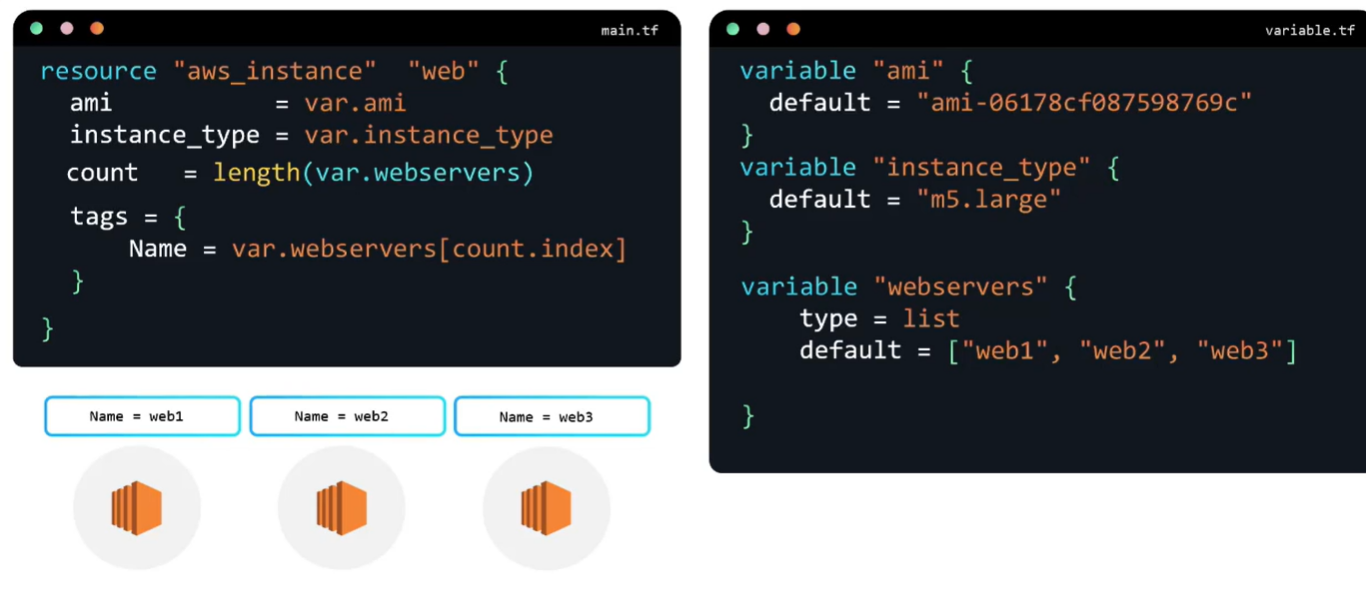 main.tf
resource "aws_instance"  "web" {
  ami           = var.ami
  instance_type = var.instance_type
  count   = length(var.webservers)
  tags = {
      Name = var.webservers[count.index]
  }
}
Name = web1
Name = web2
Name = web3
variable.tf
variable "ami" {
  default = "ami-06178cf087598769c"
}
variable "instance_type" {
  default = "m5.large"
}
variable "webservers" {
    type = list
    default = ["web1", "web2", "web3"]
}